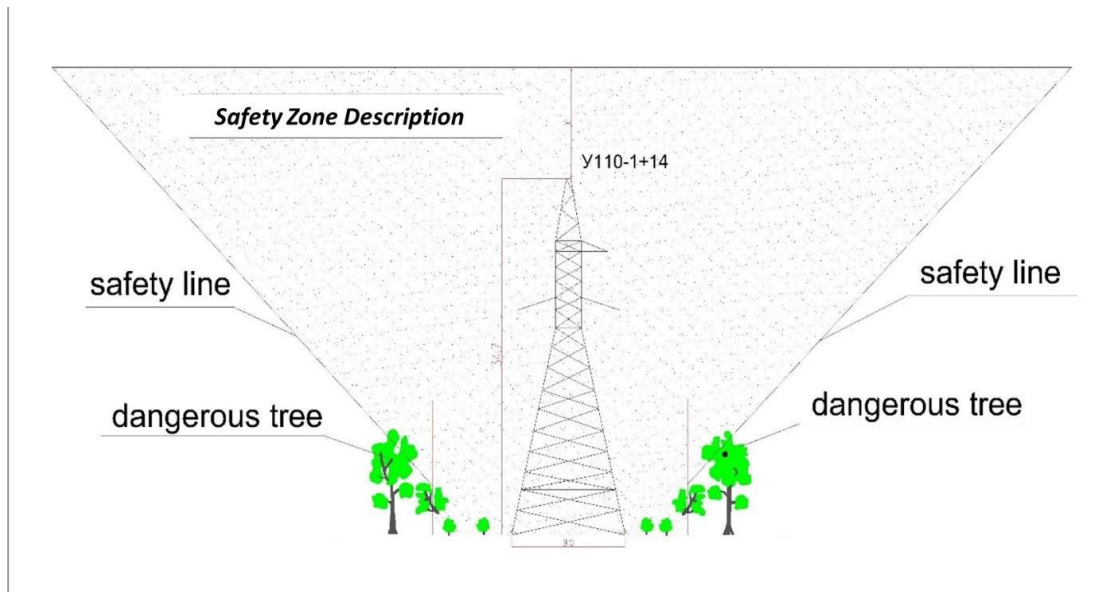 Safety Zone Description
У110-1+14
safety line
safety line
dangerous tree
dangerous tree